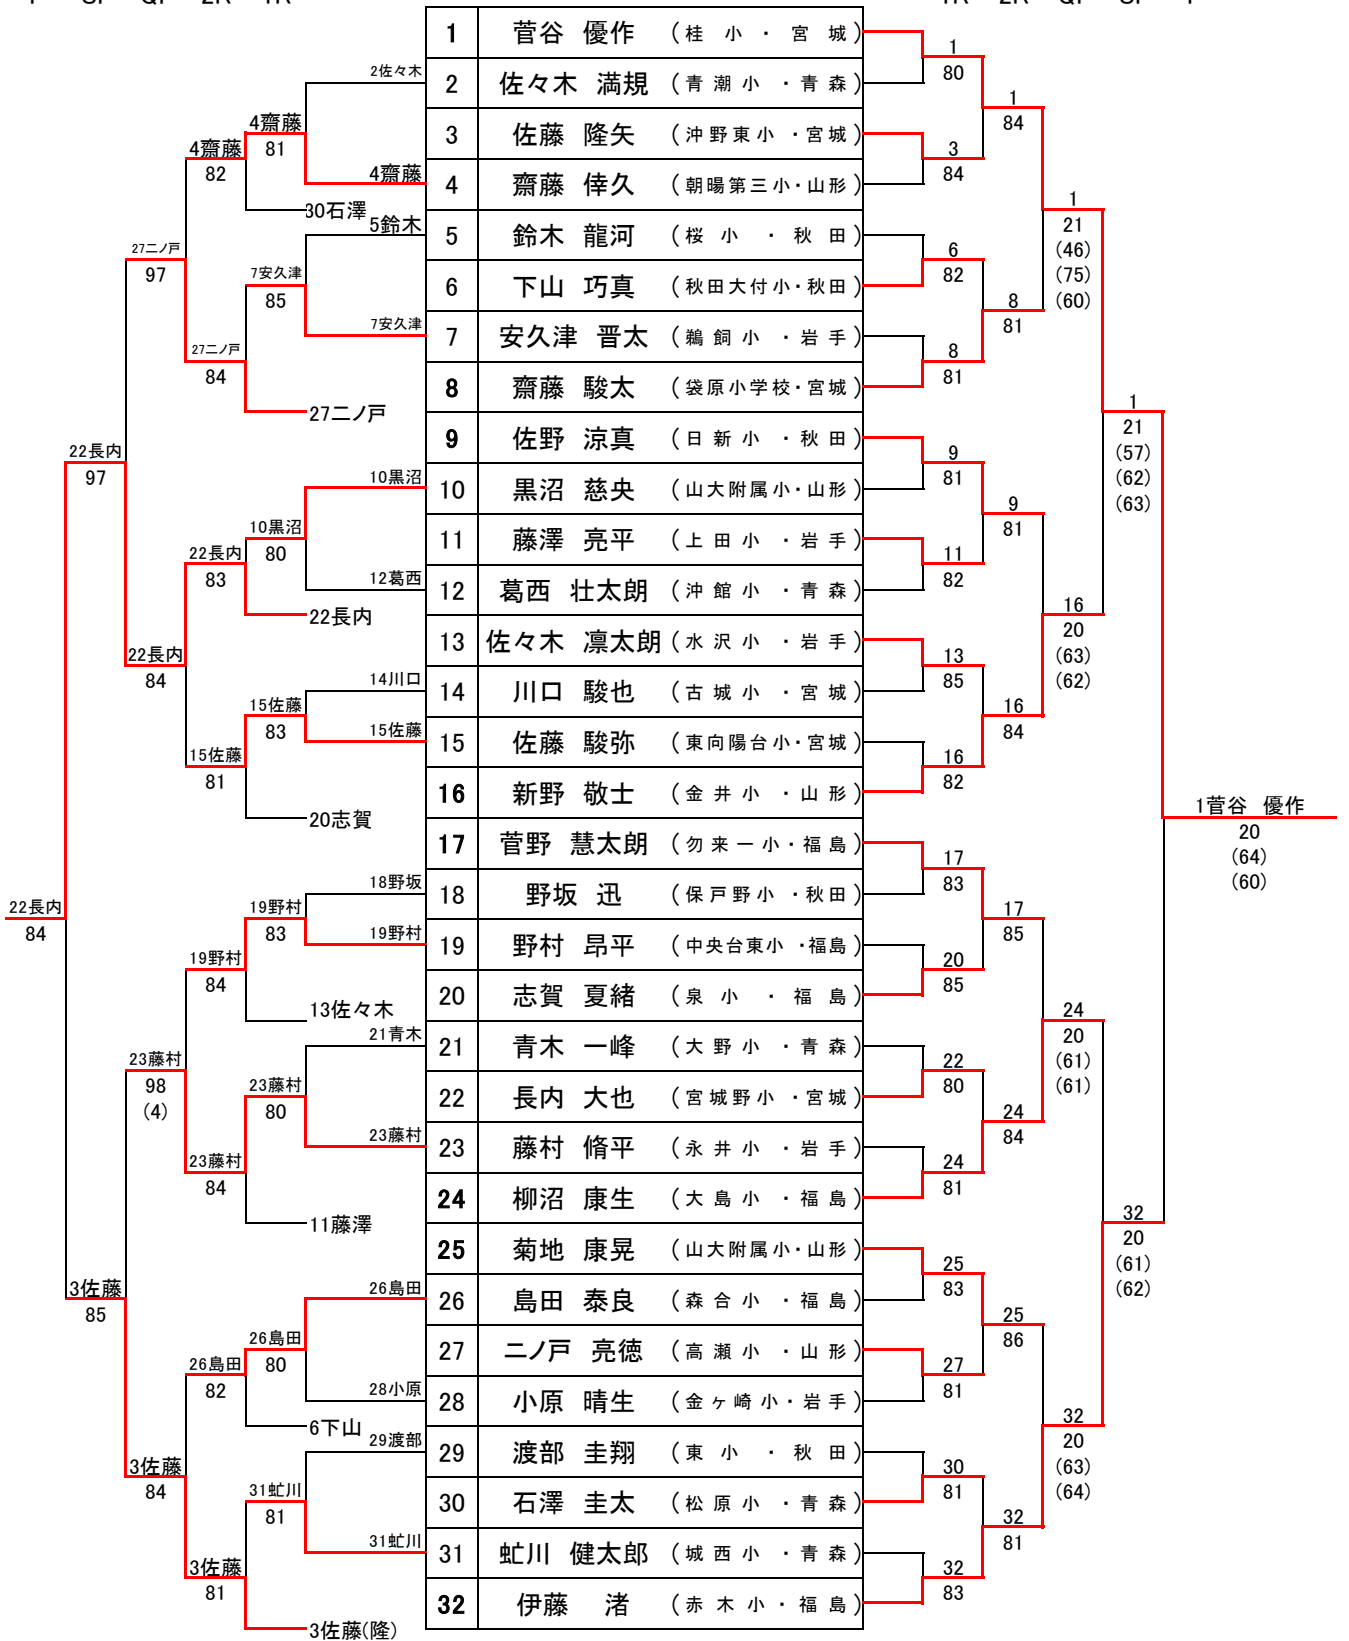 1 菅谷 優作 (桂小・宮城)
2 佐々木 満規 (青潮小・青森)
3 佐藤 隆矢 (沖野東小・宮城)
4 齋藤 倖久 (朝暘第三小・山形)
5 鈴木 龍河 (桜小・秋田)
6 下山 巧真 (秋田大付小・秋田)
7 安久津 晋太 (鵜飼小・岩手)
8 齋藤 駿太 (袋原小学校・宮城)
9 佐野 涼真 (日新小・秋田)
10 黒沼 慈央 (山大附属小・山形)
11 藤澤 亮平 (上田小・岩手)
12 葛西 壮太朗 (沖館小・青森)
13 佐々木 凛太朗 (水沢小・岩手)
14 川口 駿也 (古城小・宮城)
15 佐藤 駿弥 (東向陽台小・宮城)
16 新野 敬士 (金井小・山形)
17 菅野 慧太朗 (勿来一小・福島)
18 野坂 迅 (保戸野小・秋田)
19 野村 昂平 (中央台東小・福島)
20 志賀 夏緒 (泉小・福島)
21 青木 一峰 (大野小・青森)
22 長内 大也 (宮城野小・宮城)
23 藤村 脩平 (永井小・岩手)
24 柳沼 康生 (大島小・福島)
25 菊地 康晃 (山大附属小・山形)
26 島田 泰良 (森合小・福島)
27 二ノ戸 亮徳 (高瀬小・山形)
28 小原 晴生 (金ヶ崎小・岩手)
29 渡部 圭翔 (東小・秋田)
30 石澤 圭太 (松原小・青森)
31 虻川 健太郎 (城西小・青森)
32 伊藤 渚 (赤木小・福島)
1
80
3
84
6
82
8
81
9
81
11
82
13
85
16
82
17
83
20
85
22
80
24
81
25
83
27
81
30
81
32
83
1
84
8
81
9
81
16
84
17
85
24
84
25
86
32
81
1
21
(46)
(75)
(60)
16
20
(63)
(62)
24
20
(61)
(61)
32
20
(63)
(64)
1
21
(57)
(62)
(63)
32
20
(61)
(62)
1菅谷 優作
20
(64)
(60)
2佐々木
4齋藤
5鈴木
7安久津
10黒沼
12葛西
14川口
15佐藤
18野坂
19野村
21青木
23藤村
26島田
28小原
29渡部
31虻川
4齋藤
81
30石澤
7安久津
85
27二ノ戸
10黒沼
80
22長内
15佐藤
83
20志賀
19野村
83
13佐々木
23藤村
80
11藤澤
26島田
80
6下山
31虻川
81
3佐藤(隆)
4齋藤
82
27二ノ戸
84
22長内
83
15佐藤
81
19野村
84
23藤村
84
26島田
82
3佐藤
81
27二ノ戸
97
22長内
84
23藤村
98
(4)
3佐藤
84
22長内
97
3佐藤
85
22長内
84